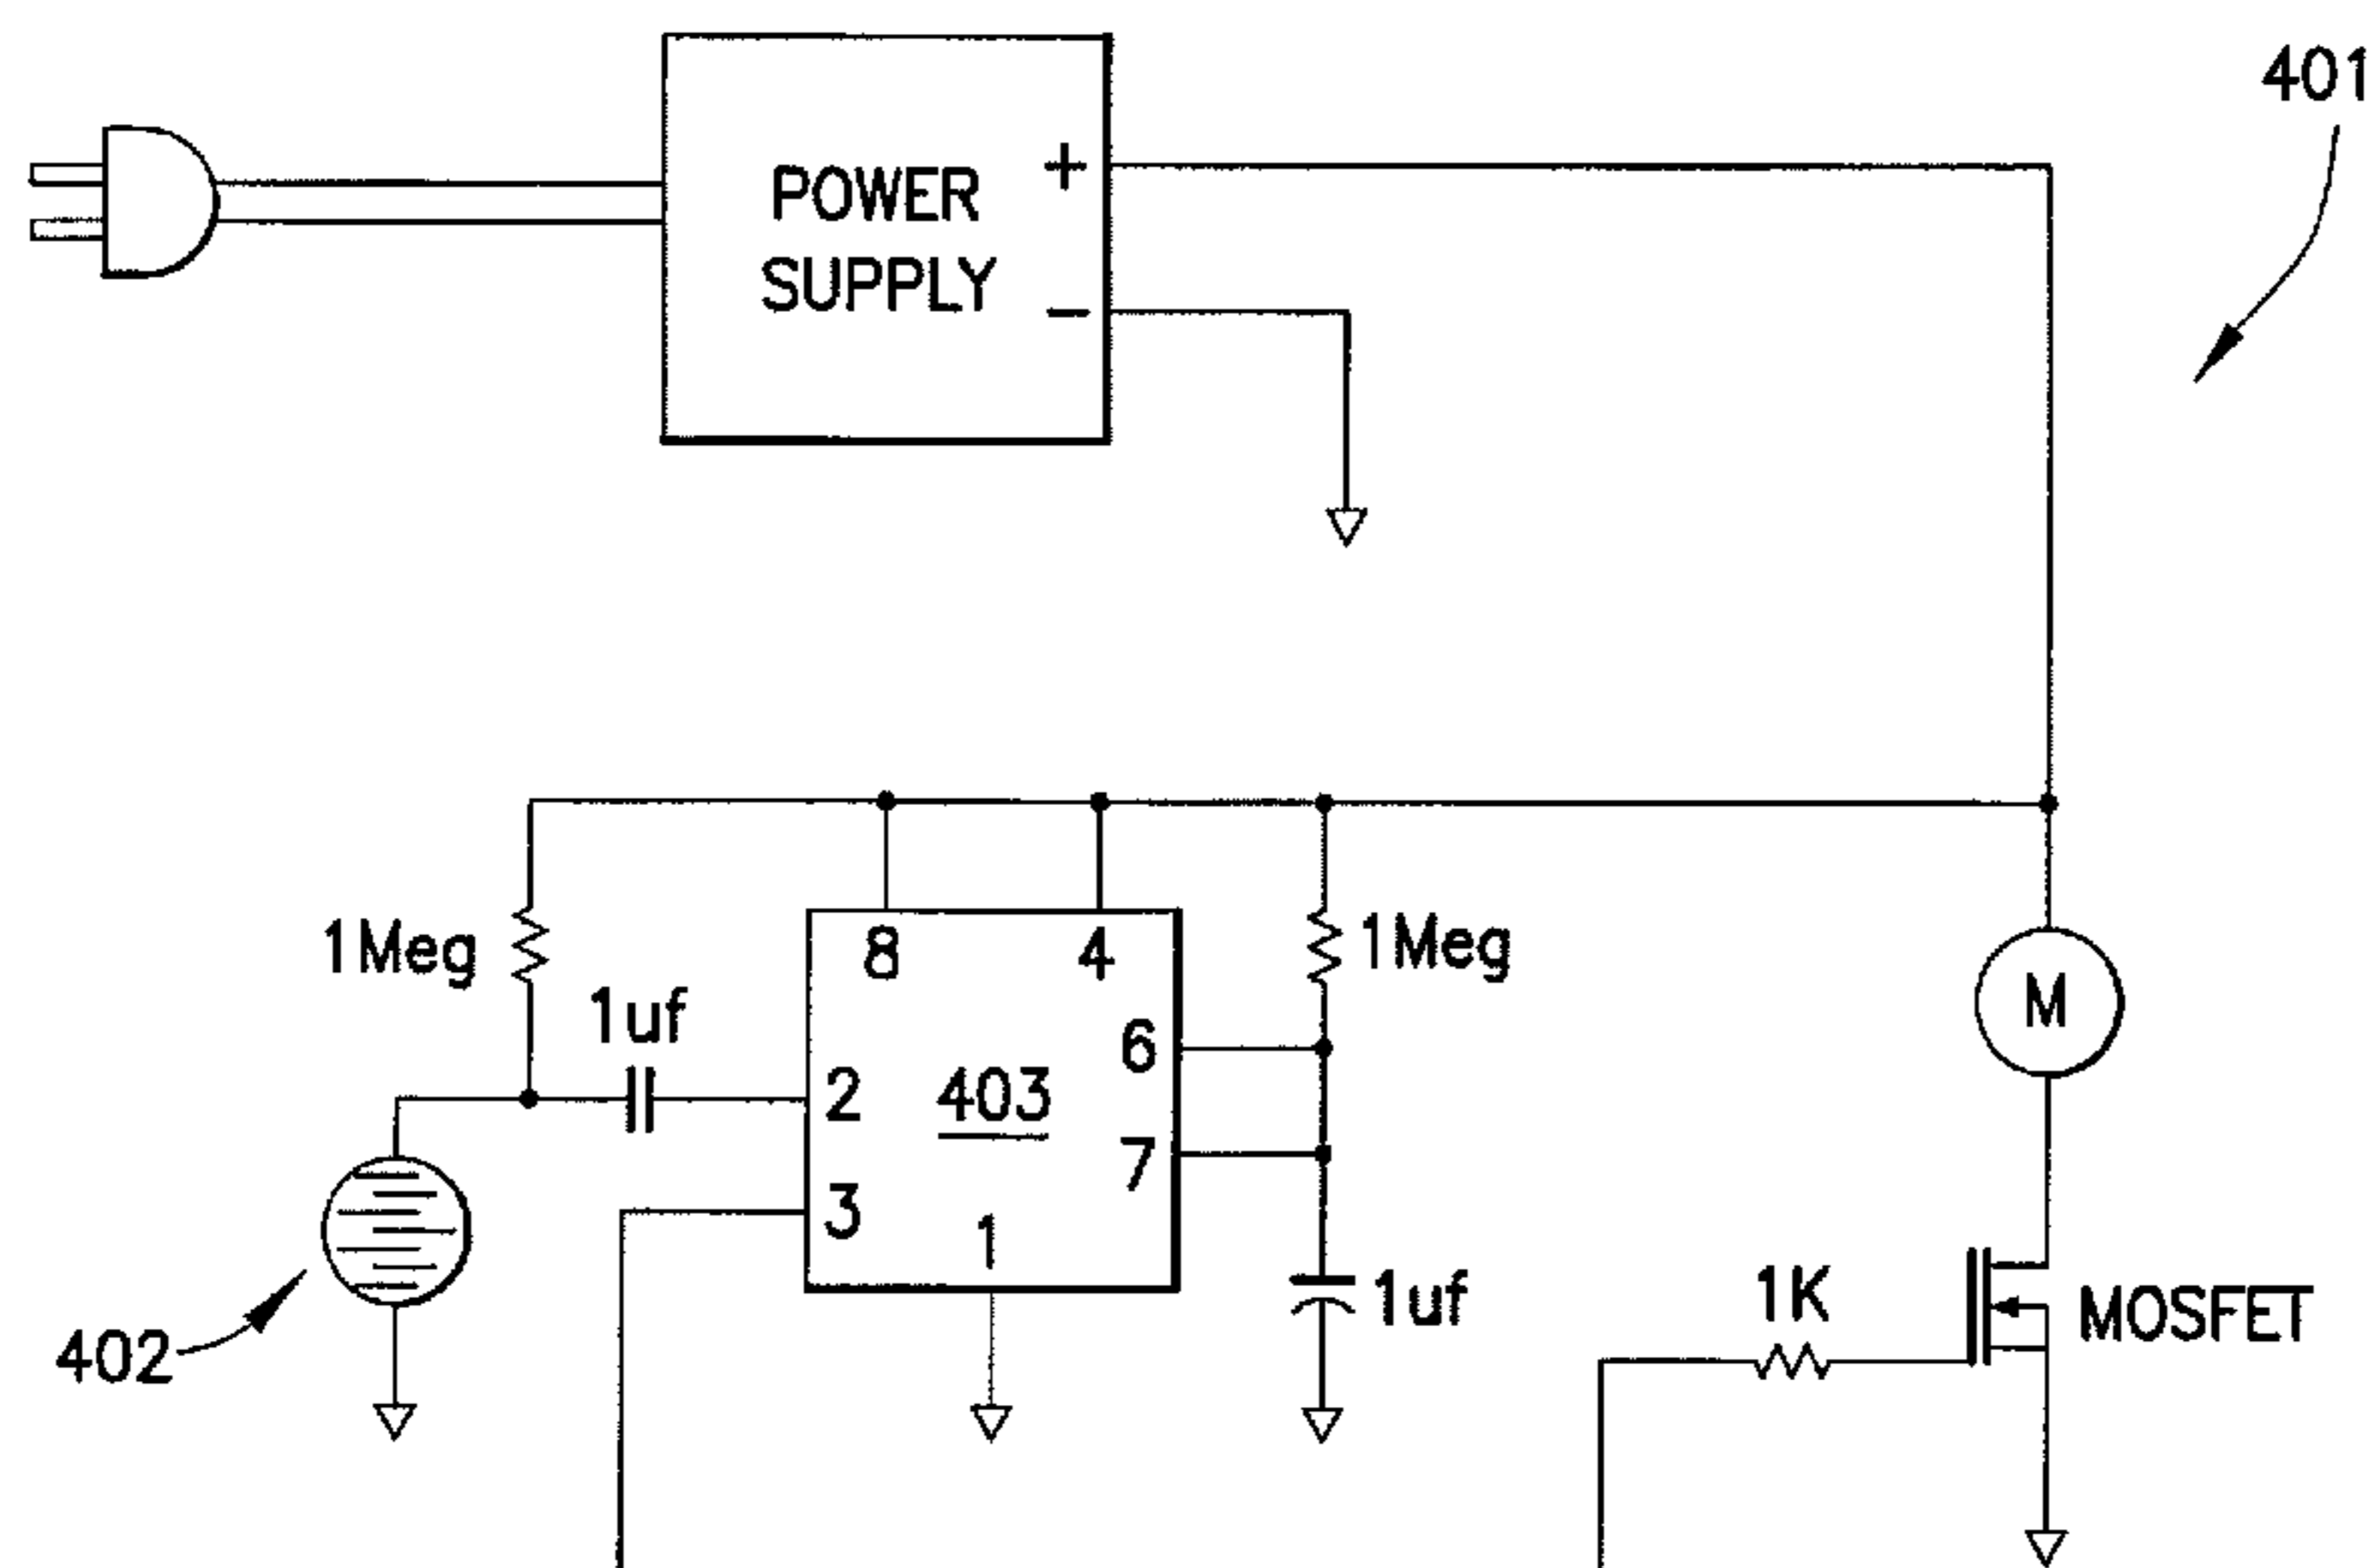 401
POWER +
SUPPLY −
8 4
1Meg 1Meg
1uf
6
M
2 403
7
3
1
1uf
1K
MOSFET
402